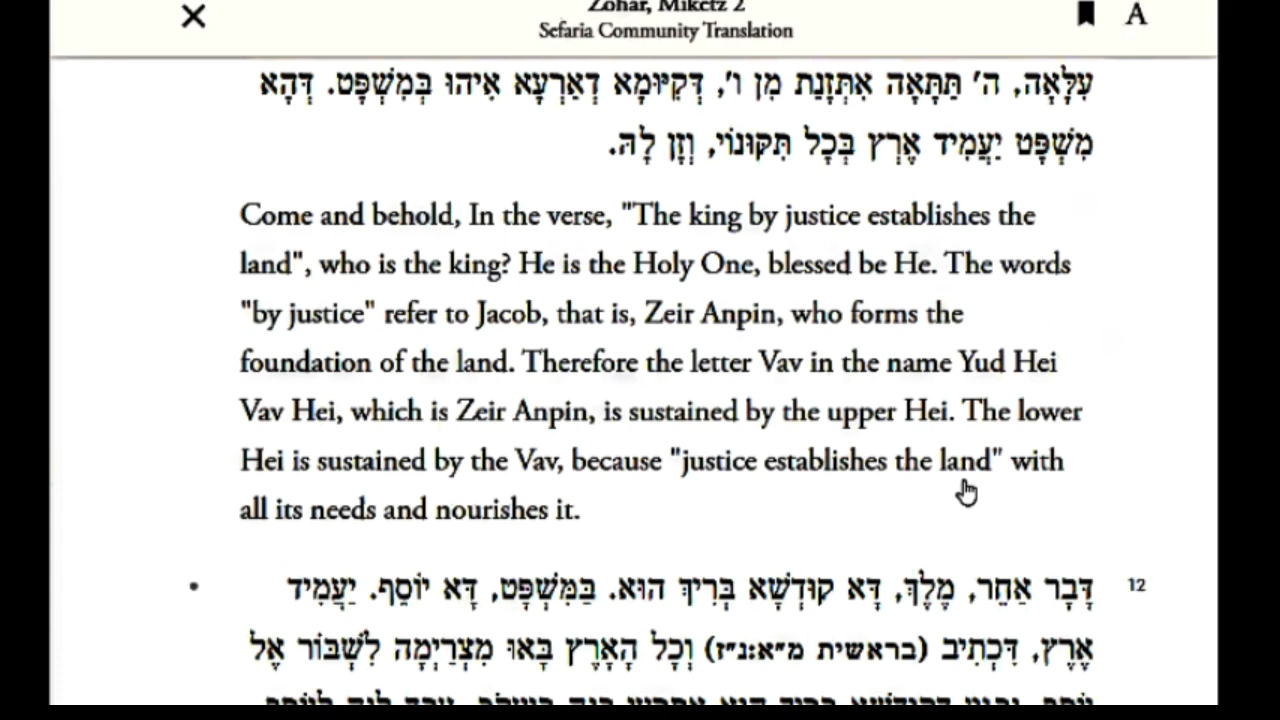 Zohar, Miketz 2
Sefaria Community Translation
A
עִלָּאָה, ה' תַּתָּאָה אִתְּזָנַת מִן ו', דְּקִיּוּמָא דְאַרְעָא אִיהוּ בְּמִשְׁפָּט. דְּהָא
מִשְׁפָּט יַעֲמִיד אֶרֶץ בְּכָל תִּקּוּנוֹי, וְזָן לָהּ.
Come and behold, In the verse, "The king by justice establishes the
land", who is the king? He is the Holy One, blessed be He. The words
"by justice" refer to Jacob, that is, Zeir Anpin, who forms the
foundation of the land. Therefore the letter Vav in the name Yud Hei
Vav Hei, which is Zeir Anpin, is sustained by the upper Hei. The lower
Hei is sustained by the Vav, because "justice establishes the land" with
all its needs and nourishes it.
12
דָּבָר אַחֵר, מֶלֶךְ, דָּא קוּדְשָׁא בְּרִיךְ הוּא. בַּמִּשְׁפָּט, דָּא יוֹסֵף. יַעֲמִיד
אֶרֶץ, דִּכְתִיב (בראשית מ״א:נ״ז) וְכָל הָאָרֶץ בָּאוּ מִצְרַיְמָה לִשְׁבּוֹר אֶל